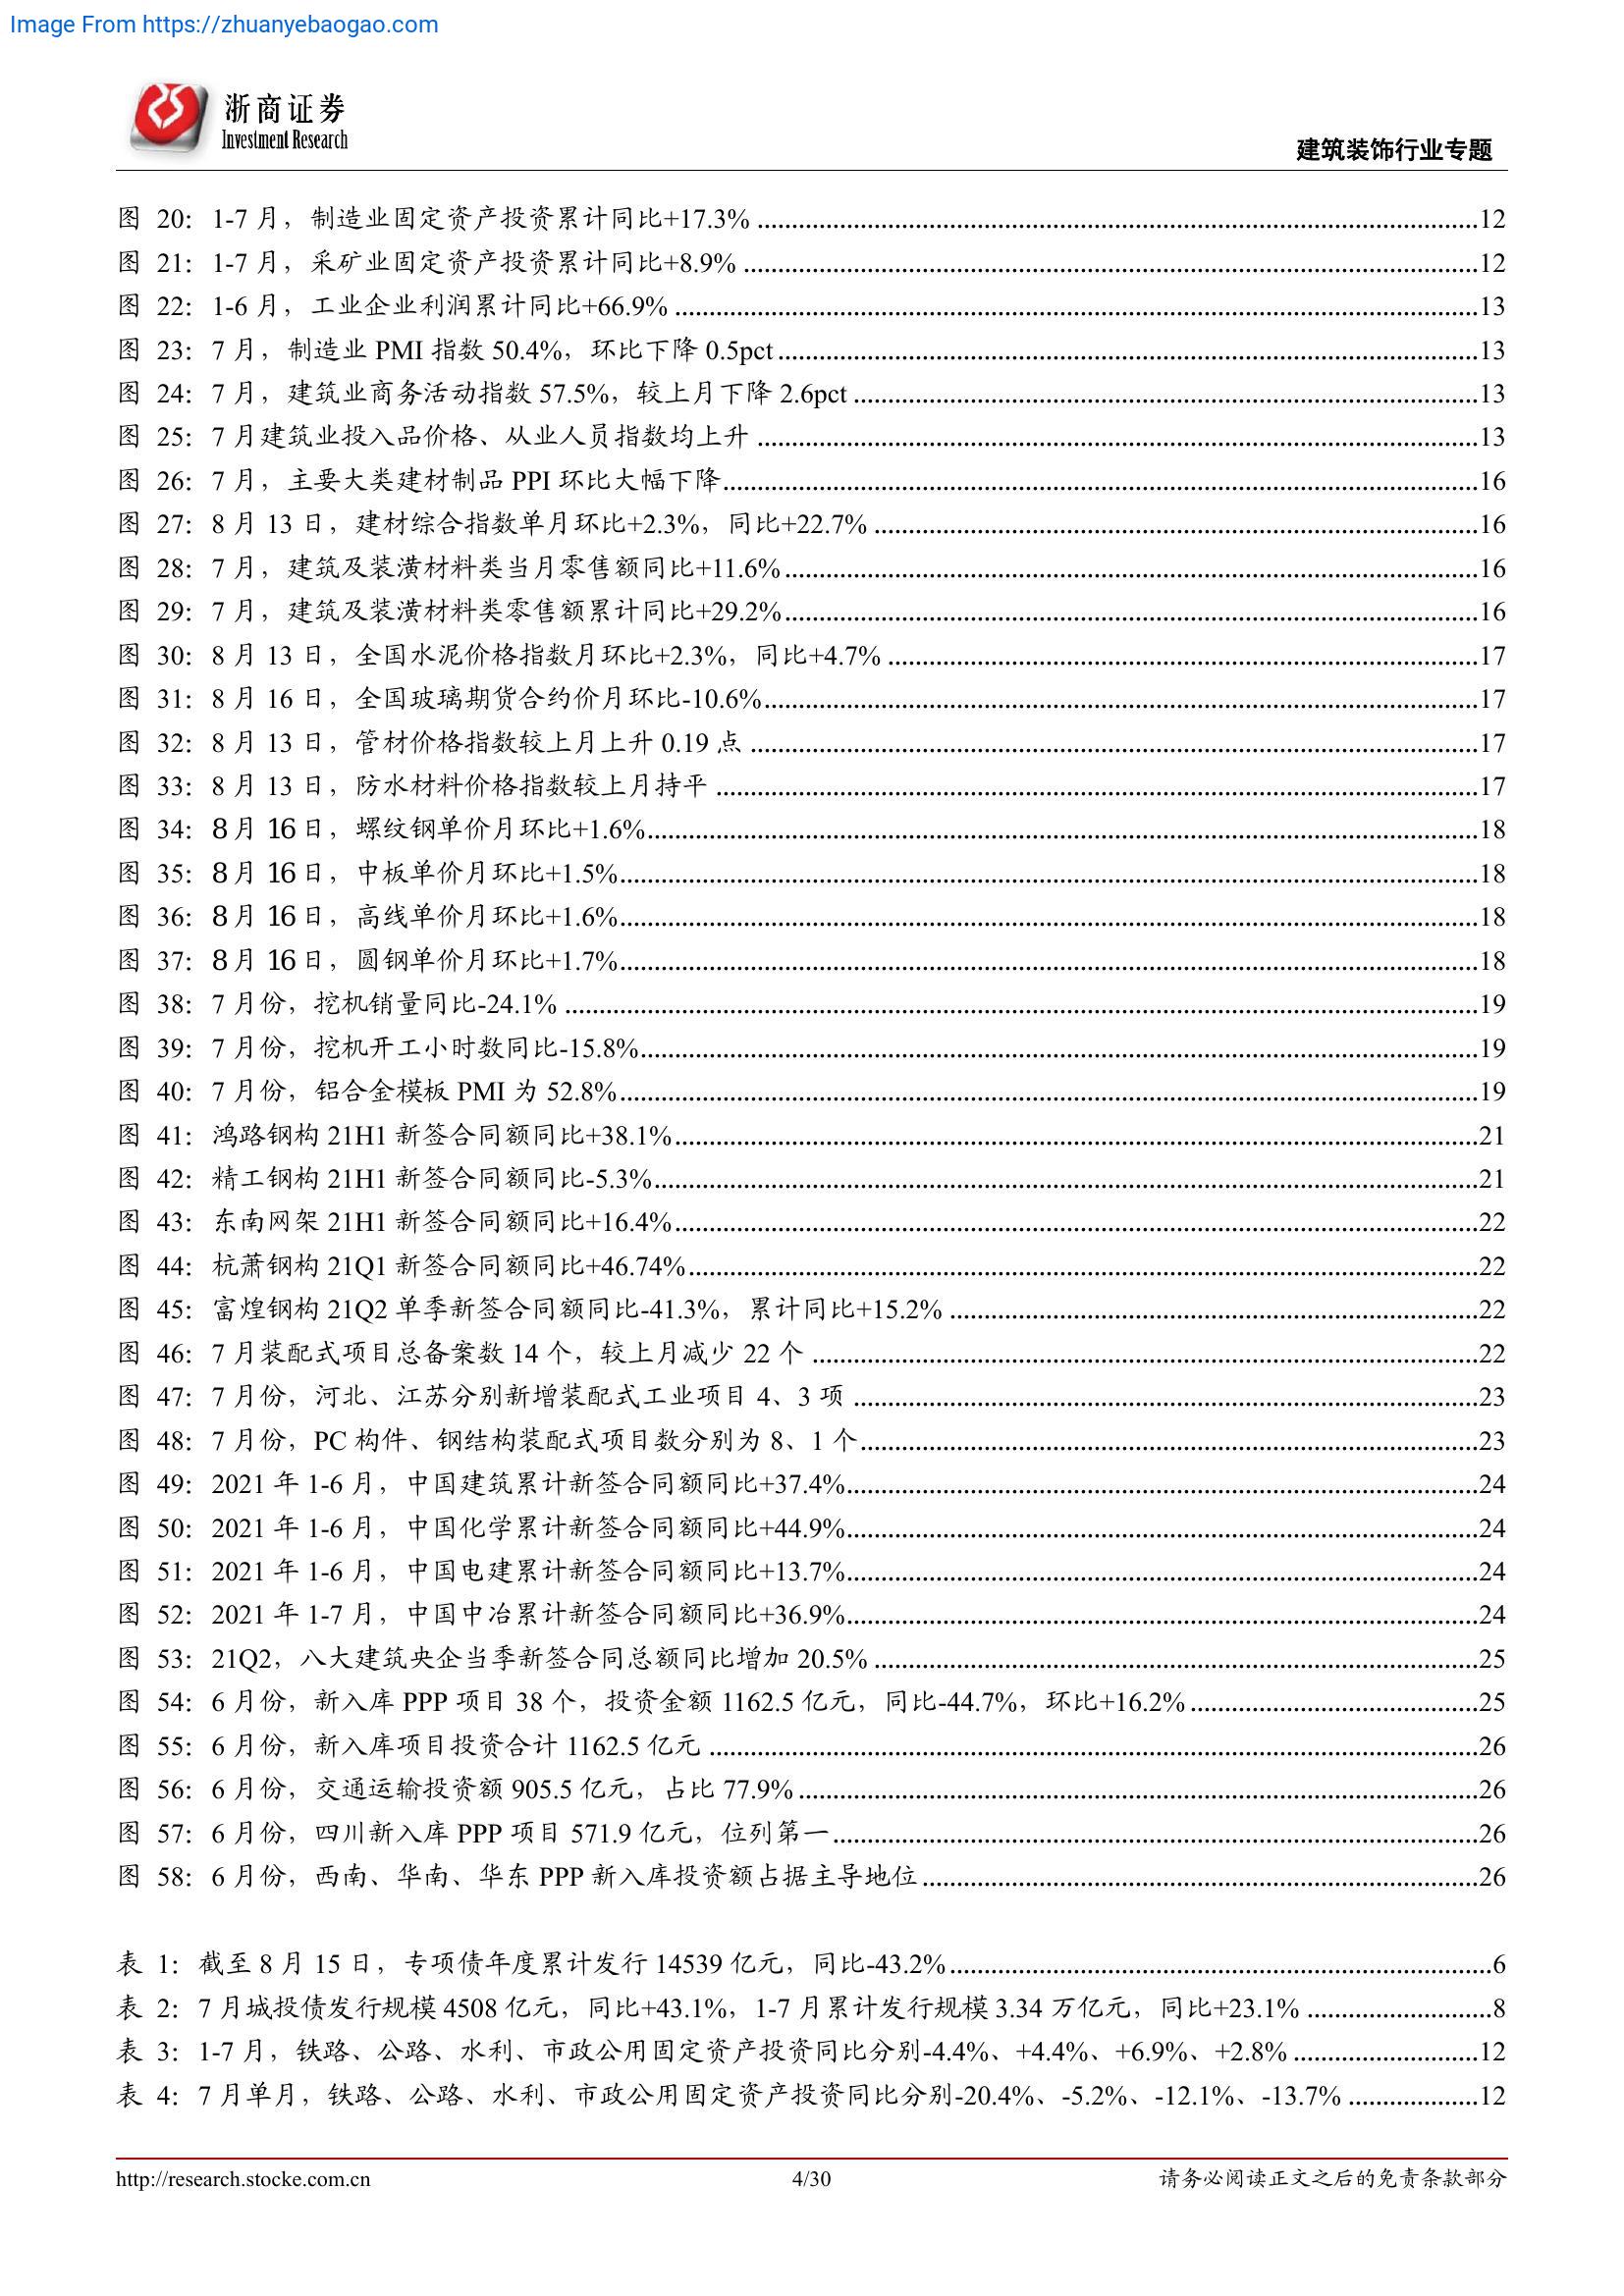 Image From https://zhuanyebaogao.com
浙商证券
Investment Research
建筑装饰行业专题
图 20：1-7 月，制造业固定资产投资累计同比+17.3%....................12
图 21：1-7 月，采矿业固定资产投资累计同比+8.9%....................12
图 22：1-6 月，工业企业利润累计同比+66.9%....................13
图 23：7 月，制造业 PMI 指数 50.4%，环比下降 0.5pct....................13
图 24：7 月，建筑业商务活动指数 57.5%，较上月下降 2.6pct....................13
图 25：7 月建筑业投入品价格、从业人员指数均上升....................13
图 26：7 月，主要大类建材制品 PPI 环比大幅下降....................16
图 27：8 月 13 日，建材综合指数单月环比+2.3%，同比+22.7%....................16
图 28：7 月，建筑及装潢材料类当月零售额同比+11.6%....................16
图 29：7 月，建筑及装潢材料类零售额累计同比+29.2%....................16
图 30：8 月 13 日，全国水泥价格指数月环比+2.3%，同比+4.7%....................17
图 31：8 月 16 日，全国玻璃期货合约价月环比-10.6%....................17
图 32：8 月 13 日，管材价格指数较上月上升 0.19 点....................17
图 33：8 月 13 日，防水材料价格指数较上月持平....................17
图 34：8 月 16 日，螺纹钢单价月环比+1.6%....................18
图 35：8 月 16 日，中板单价月环比+1.5%....................18
图 36：8 月 16 日，高线单价月环比+1.6%....................18
图 37：8 月 16 日，圆钢单价月环比+1.7%....................18
图 38：7 月份，挖机销量同比-24.1%....................19
图 39：7 月份，挖机开工小时数同比-15.8%....................19
图 40：7 月份，铝合金模板 PMI 为 52.8%....................19
图 41：鸿路钢构 21H1 新签合同额同比+38.1%....................21
图 42：精工钢构 21H1 新签合同额同比-5.3%....................21
图 43：东南网架 21H1 新签合同额同比+16.4%....................22
图 44：杭萧钢构 21Q1 新签合同额同比+46.74%....................22
图 45：富煌钢构 21Q2 单季新签合同额同比-41.3%，累计同比+15.2%....................22
图 46：7 月装配式项目总备案数 14 个，较上月减少 22 个....................22
图 47：7 月份，河北、江苏分别新增装配式工业项目 4、3 项....................23
图 48：7 月份，PC 构件、钢结构装配式项目数分别为 8、1 个....................23
图 49：2021 年 1-6 月，中国建筑累计新签合同额同比+37.4%....................24
图 50：2021 年 1-6 月，中国化学累计新签合同额同比+44.9%....................24
图 51：2021 年 1-6 月，中国电建累计新签合同额同比+13.7%....................24
图 52：2021 年 1-7 月，中国中冶累计新签合同额同比+36.9%....................24
图 53：21Q2，八大建筑央企当季新签合同总额同比增加 20.5%....................25
图 54：6 月份，新入库 PPP 项目 38 个，投资金额 1162.5 亿元，同比-44.7%，环比+16.2%....................25
图 55：6 月份，新入库项目投资合计 1162.5 亿元....................26
图 56：6 月份，交通运输投资额 905.5 亿元，占比 77.9%....................26
图 57：6 月份，四川新入库 PPP 项目 571.9 亿元，位列第一....................26
图 58：6 月份，西南、华南、华东 PPP 新入库投资额占据主导地位....................26
表 1：截至 8 月 15 日，专项债年度累计发行 14539 亿元，同比-43.2%....................6
表 2：7 月城投债发行规模 4508 亿元，同比+43.1%，1-7 月累计发行规模 3.34 万亿元，同比+23.1%....................8
表 3：1-7 月，铁路、公路、水利、市政公用固定资产投资同比分别-4.4%、+4.4%、+6.9%、+2.8%....................12
表 4：7 月单月，铁路、公路、水利、市政公用固定资产投资同比分别-20.4%、-5.2%、-12.1%、-13.7%....................12
http://research.stocke.com.cn
4/30
请务必阅读正文之后的免责条款部分